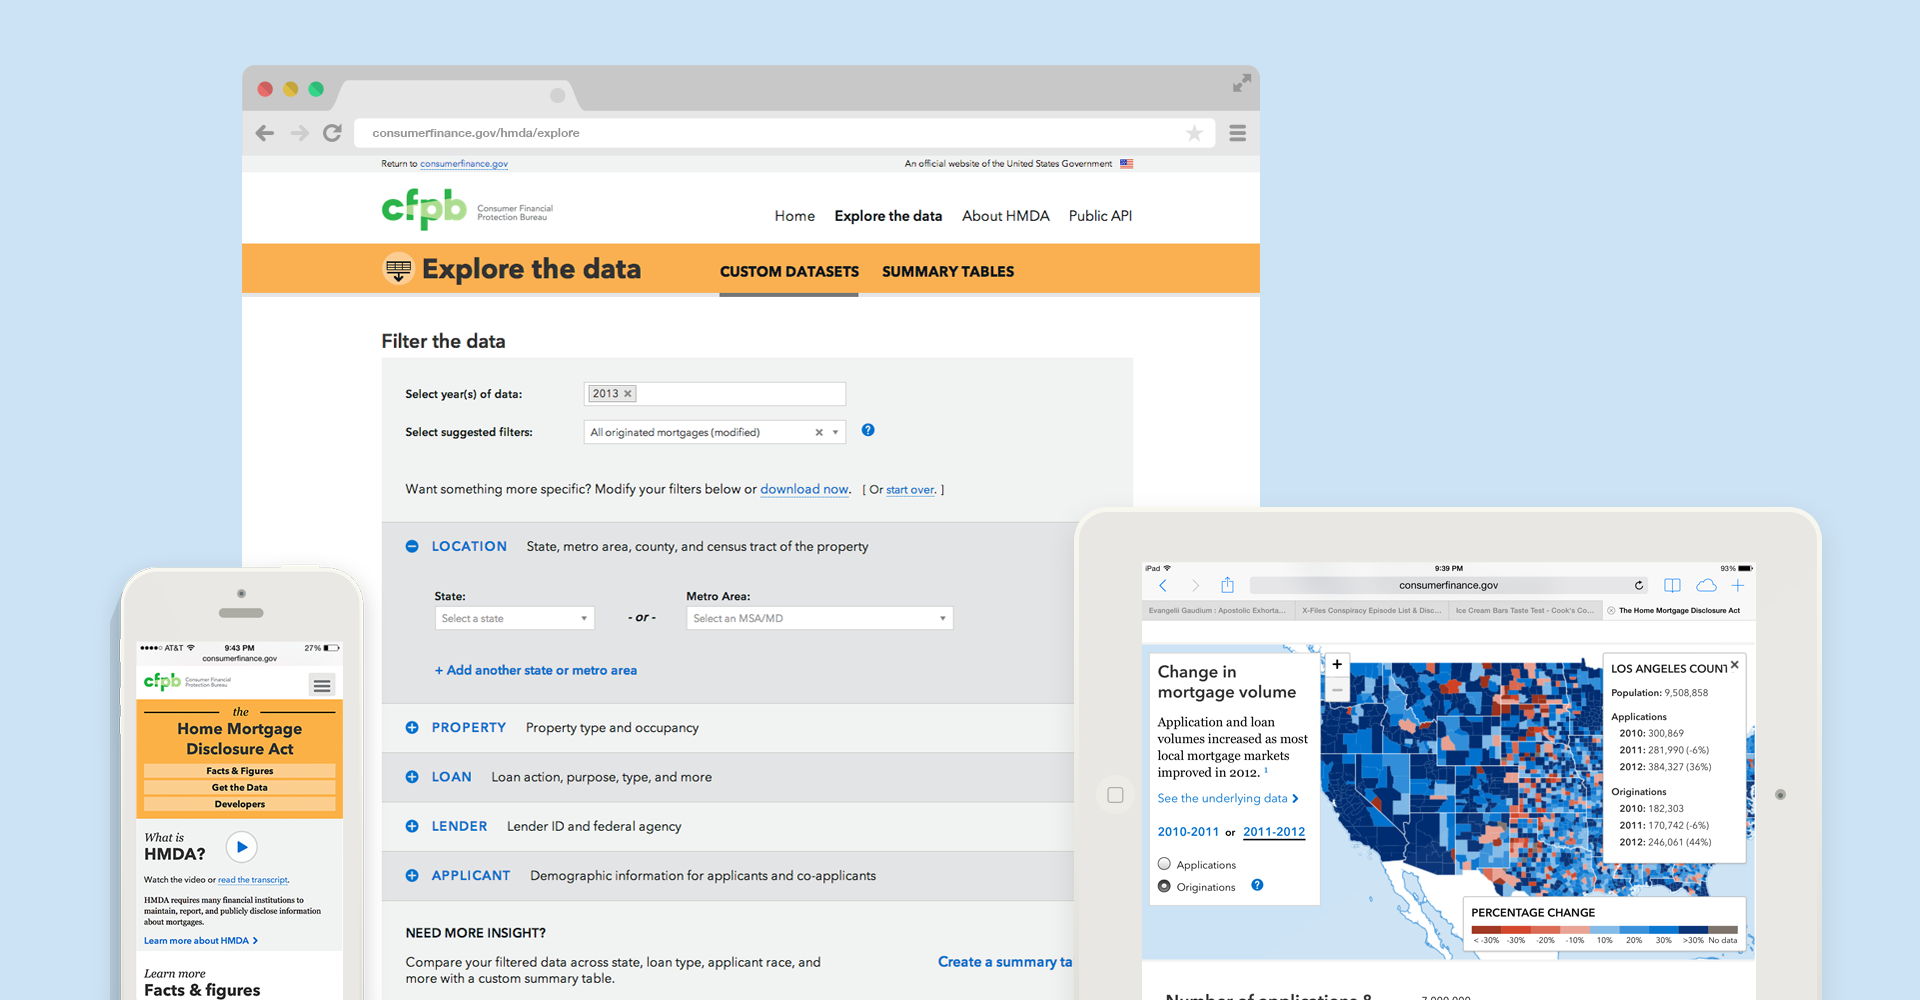 consumerfinance.gov/hmda/explore
Return to consumerfinance.gov
An official website of the United States Government
cfpb Consumer Financial
Protection Bureau
Home Explore the data About HMDA Public API
Explore the data
CUSTOM DATASETS SUMMARY TABLES
Filter the data
Select year(s) of data:
2013 ×
Select suggested filters:
All originated mortgages (modified) × ?
Want something more specific? Modify your filters below or download now. [ Or start over. ]
LOCATION State, metro area, county, and census tract of the property
State:
Select a state
- or -
Metro Area:
Select an MSA/MD
+ Add another state or metro area
PROPERTY Property type and occupancy
LOAN Loan action, purpose, type, and more
LENDER Lender ID and federal agency
APPLICANT Demographic information for applicants and co-applicants
NEED MORE INSIGHT?
Compare your filtered data across state, loan type, applicant race, and
more with a custom summary table.
Create a summary ta
AT&T 9:43 PM 27%
consumerfinance.gov
cfpb Consumer Financial
Protection Bureau
the
Home Mortgage
Disclosure Act
Facts & Figures
Get the Data
Developers
What is
HMDA?
Watch the video or read the transcript.
HMDA requires many financial institutions to
maintain, report, and publicly disclose information
about mortgages.
Learn more about HMDA
Learn more
Facts & figures
iPad 9:39 PM 93%
consumerfinance.gov
Evangelii Gaudium : Apostolic Exhorta...
X-Files Conspiracy Episode List & Disc...
Ice Cream Bars Taste Test - Cook's Co...
The Home Mortgage Disclosure Act
Change in
mortgage volume
Application and loan
volumes increased as most
local mortgage markets
improved in 2012. 1
See the underlying data
2010-2011 or 2011-2012
Applications
Originations ?
+
−
LOS ANGELES COUNT ×
Population: 9,508,858
Applications
2010: 300,869
2011: 281,990 (-6%)
2012: 384,327 (36%)
Originations
2010: 182,303
2011: 170,742 (-6%)
2012: 246,061 (44%)
PERCENTAGE CHANGE
<-30% -30% -20% -10% 10% 20% 30% >30% No data
Number of applications &
7,000,000